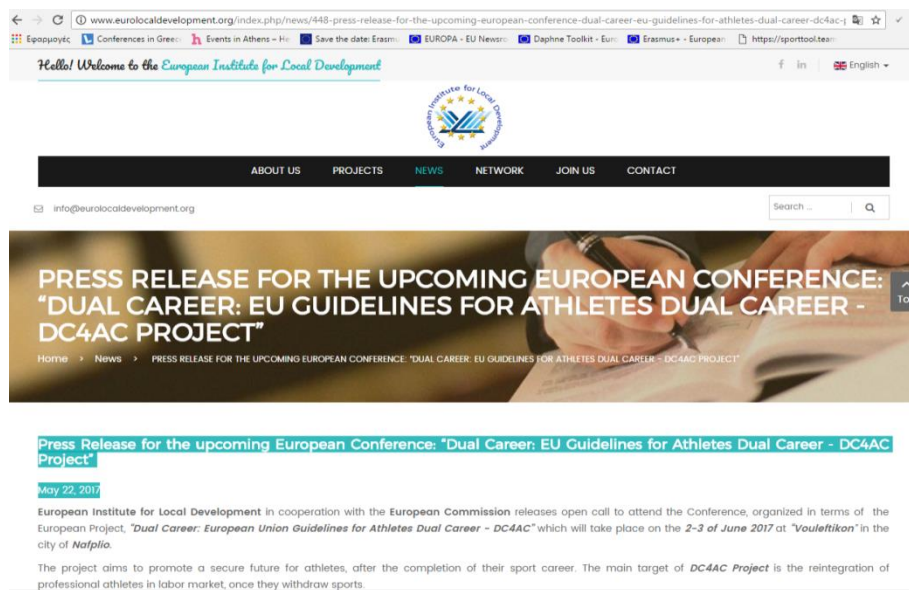 www.eurolocaldevelopment.org/index.php/news/448-press-release-for-the-upcoming-european-conference-dual-career-eu-guidelines-for-athletes-dual-career-dc4ac-p
Εφαρμογές Conferences in Greec Events in Athens – He Save the date: Erasm EUROPA - EU Newsro Daphne Toolkit - Euro Erasmus+ - European https://sporttool.team
Hello! Welcome to the European Institute for Local Development
f in English
European Institute for Local Development
ABOUT US PROJECTS NEWS NETWORK JOIN US CONTACT
info@eurolocaldevelopment.org Search ...
PRESS RELEASE FOR THE UPCOMING EUROPEAN CONFERENCE:
“DUAL CAREER: EU GUIDELINES FOR ATHLETES DUAL CAREER -
DC4AC PROJECT”
To
Home > News > PRESS RELEASE FOR THE UPCOMING EUROPEAN CONFERENCE: “DUAL CAREER: EU GUIDELINES FOR ATHLETES DUAL CAREER - DC4AC PROJECT”
Press Release for the upcoming European Conference: “Dual Career: EU Guidelines for Athletes Dual Career - DC4AC
Project”
May 22, 2017
European Institute for Local Development in cooperation with the European Commission releases open call to attend the Conference, organized in terms of the
European Project, “Dual Career: European Union Guidelines for Athletes Dual Career - DC4AC” which will take place on the 2-3 of June 2017 at “Vouleftikon” in the
city of Nafplio.
The project aims to promote a secure future for athletes, after the completion of their sport career. The main target of DC4AC Project is the reintegration of
professional athletes in labor market, once they withdraw sports.